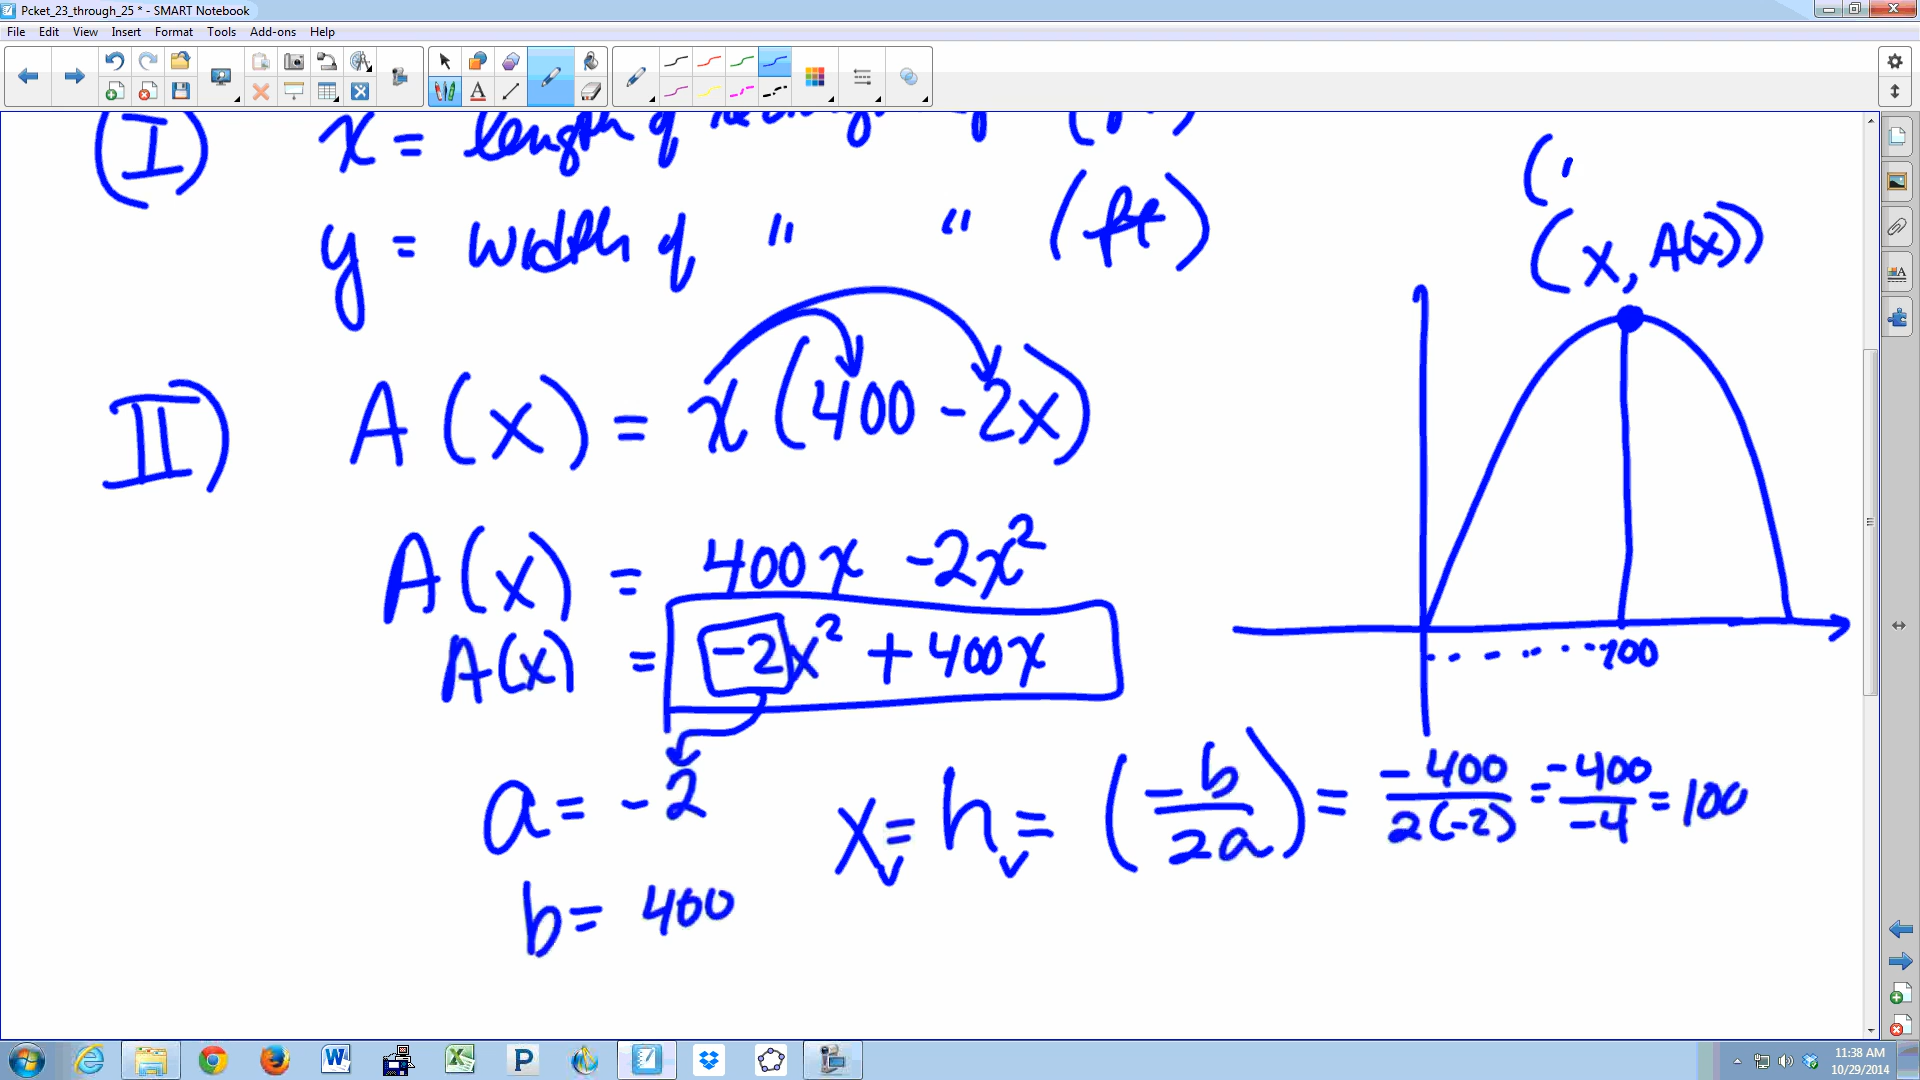 Pcket_23_through_25 * - SMART Notebook
File Edit View Insert Format Tools Add-ons Help
(I) x = length of
y = width of " " (ft)
(
(x, A(x))
II) A(x) = x(400 - 2x)
A(x) = 400x - 2x²
A(x) = -2x² + 400x
100
a = -2
x = h = (-b/2a) = -400/2(-2) = -400/-4 = 100
b = 400
11:38 AM
10/29/2014